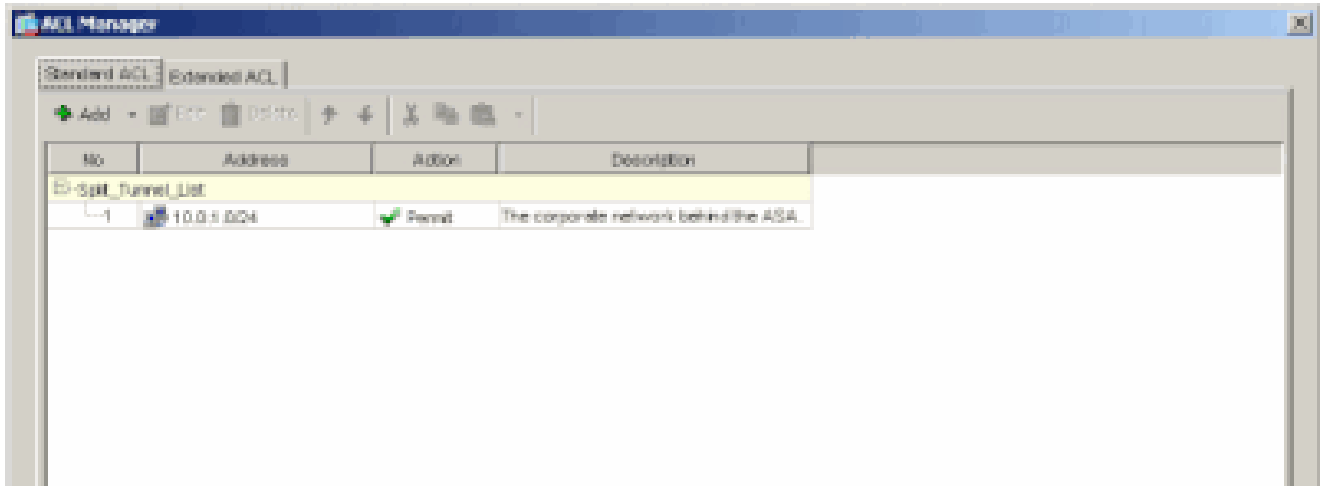 ACL Manager
Standard ACL Extended ACL
Add Edit Delete
No Address Action Description
Split_Tunnel_List
1 10.0.1.0/24 Permit The corporate network behind the ASA.